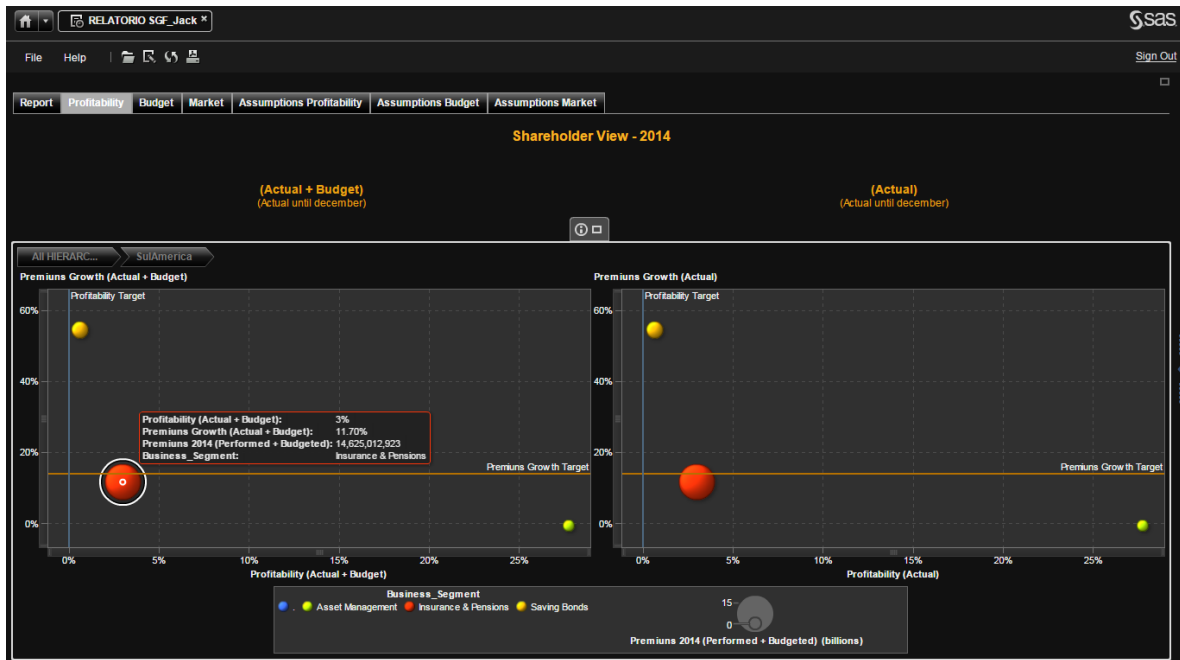 RELATORIO SGF_Jack ×
sas
File Help
Sign Out
Report Profitability Budget Market Assumptions Profitability Assumptions Budget Assumptions Market
Shareholder View - 2014
(Actual + Budget)
(Actual until december)
(Actual)
(Actual until december)
All HIERARC... SulAmerica
Premiuns Growth (Actual + Budget)
Profitability Target
60%
40%
20%
0%
Profitability (Actual + Budget): 3%
Premiuns Growth (Actual + Budget): 11.70%
Premiuns 2014 (Performed + Budgeted): 14,625,012,923
Business_Segment: Insurance & Pensions
Premiuns Growth Target
0% 5% 10% 15% 20% 25%
Profitability (Actual + Budget)
Premiuns Growth (Actual)
Profitability Target
60%
40%
20%
0%
Premiuns Growth Target
0% 5% 10% 15% 20% 25%
Profitability (Actual)
Business_Segment
. Asset Management Insurance & Pensions Saving Bonds
15
0
Premiuns 2014 (Performed + Budgeted) (billions)